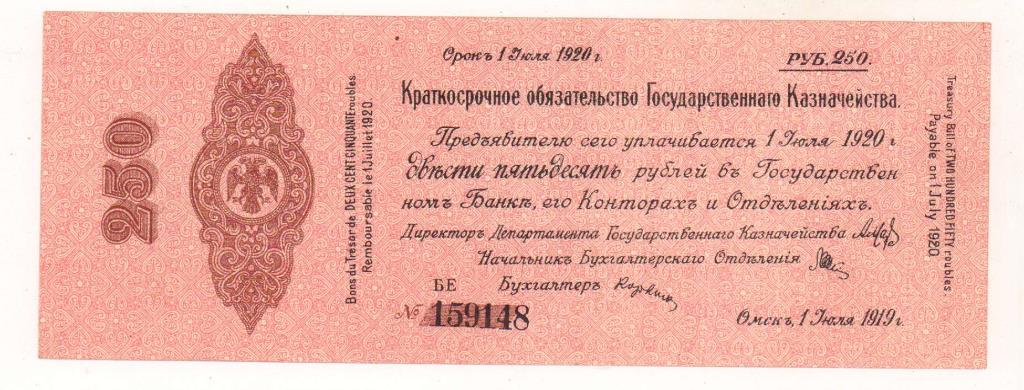 250
Bons du Trésor de DEUX CENT CINQUANTE roubles.
Remboursable le 1 Juillet 1920.
Срокъ 1 Іюля 1920 г.
РУБ. 250.
Краткосрочное обязательство Государственнаго Казначейства.
Предъявителю сего уплачивается 1 Іюля 1920 г
двѣсти пятьдесять рублей въ Государствен
номъ Банкѣ, его Конторахъ и Отдѣленіяхъ.
Директоръ Департамента Государственнаго Казначейства
Начальникъ Бухгалтерскаго Отдѣленія
БЕ Бухгалтеръ
№ 159148
Омскъ, 1 Іюля 1919 г.
Treasury Bill of TWO HUNDRED FIFTY roubles.
Payable on 1 July 1920